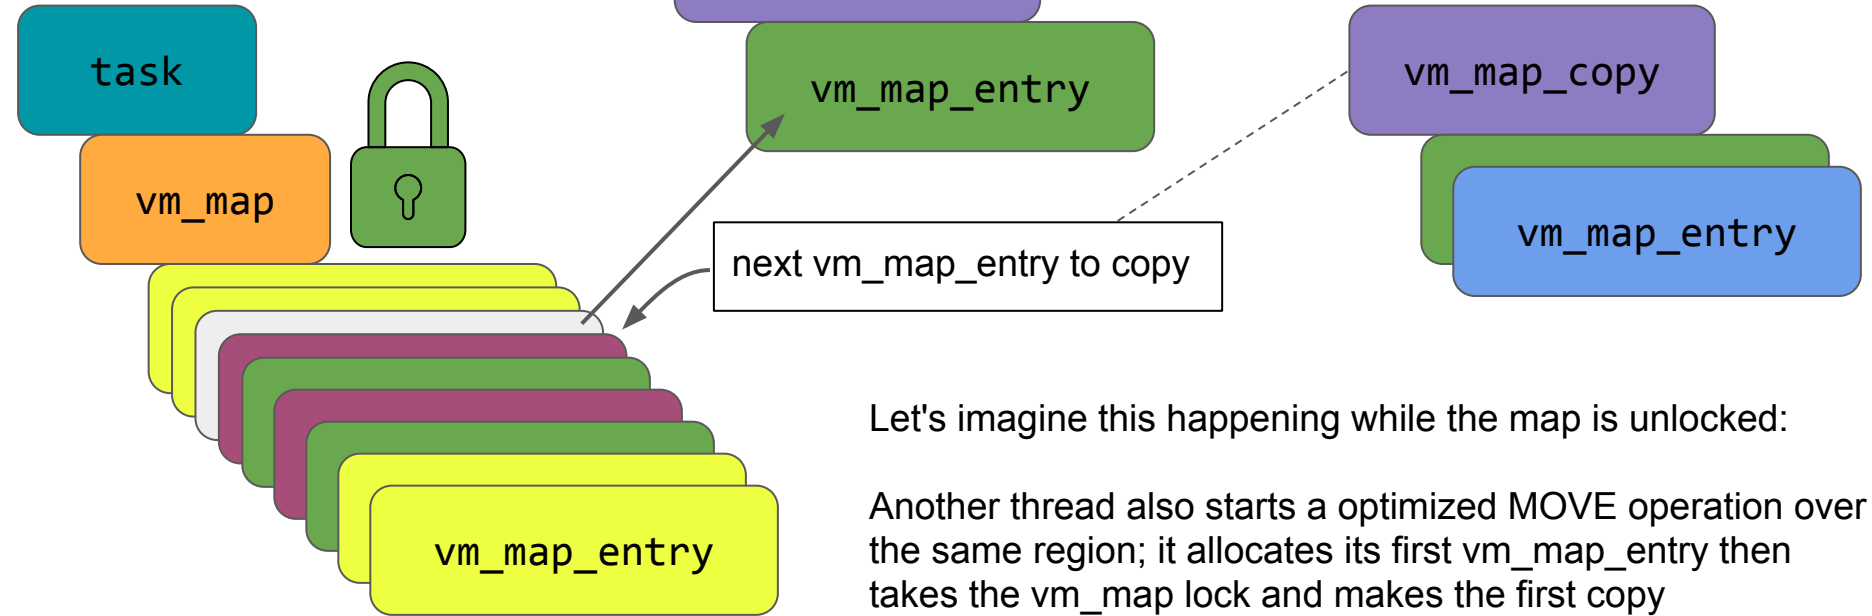 task
vm_map_entry
vm_map_copy
vm_map
vm_map_entry
next vm_map_entry to copy
Let's imagine this happening while the map is unlocked:
Another thread also starts a optimized MOVE operation over
the same region; it allocates its first vm_map_entry then
takes the vm_map lock and makes the first copy
vm_map_entry